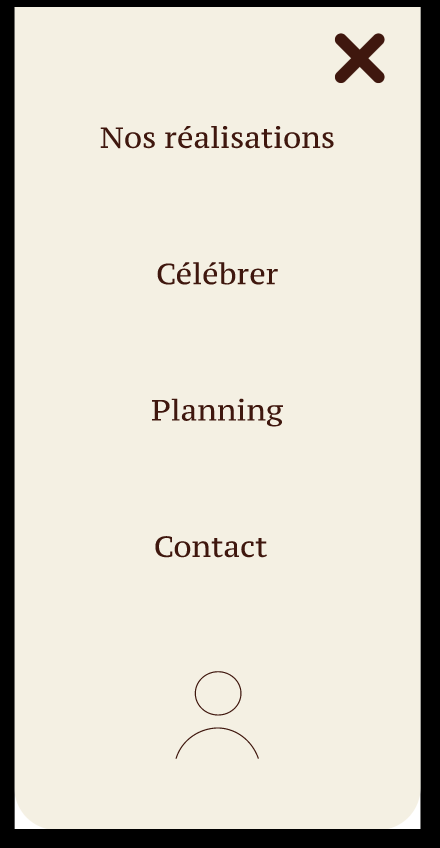 Nos réalisations
Célébrer
Planning
Contact